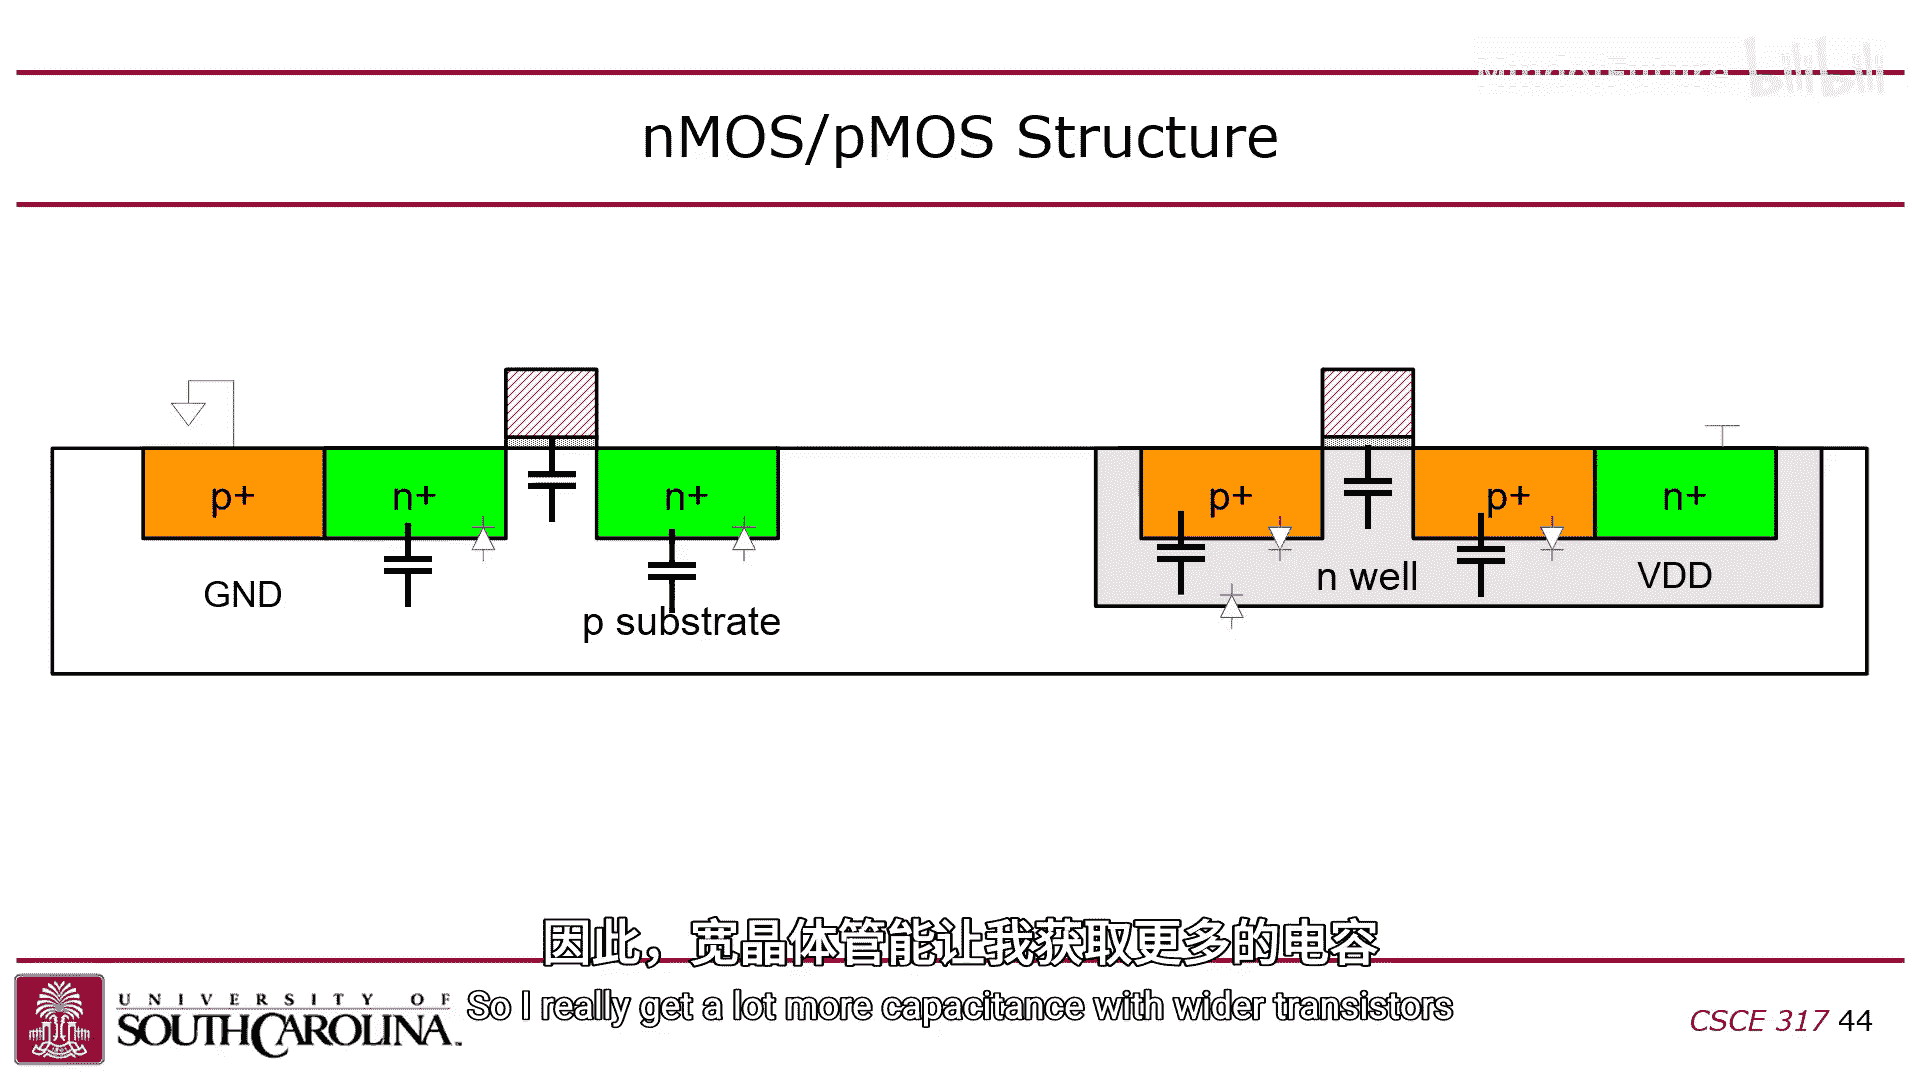 bilibili
nMOS/pMOS Structure
p+
n+
n+
p+
p+
n+
GND
p substrate
n well
VDD
因此，宽晶体管能让我获取更多的电容
So I really get a lot more capacitance with wider transistors
UNIVERSITY OF
SOUTH CAROLINA
CSCE 317 44